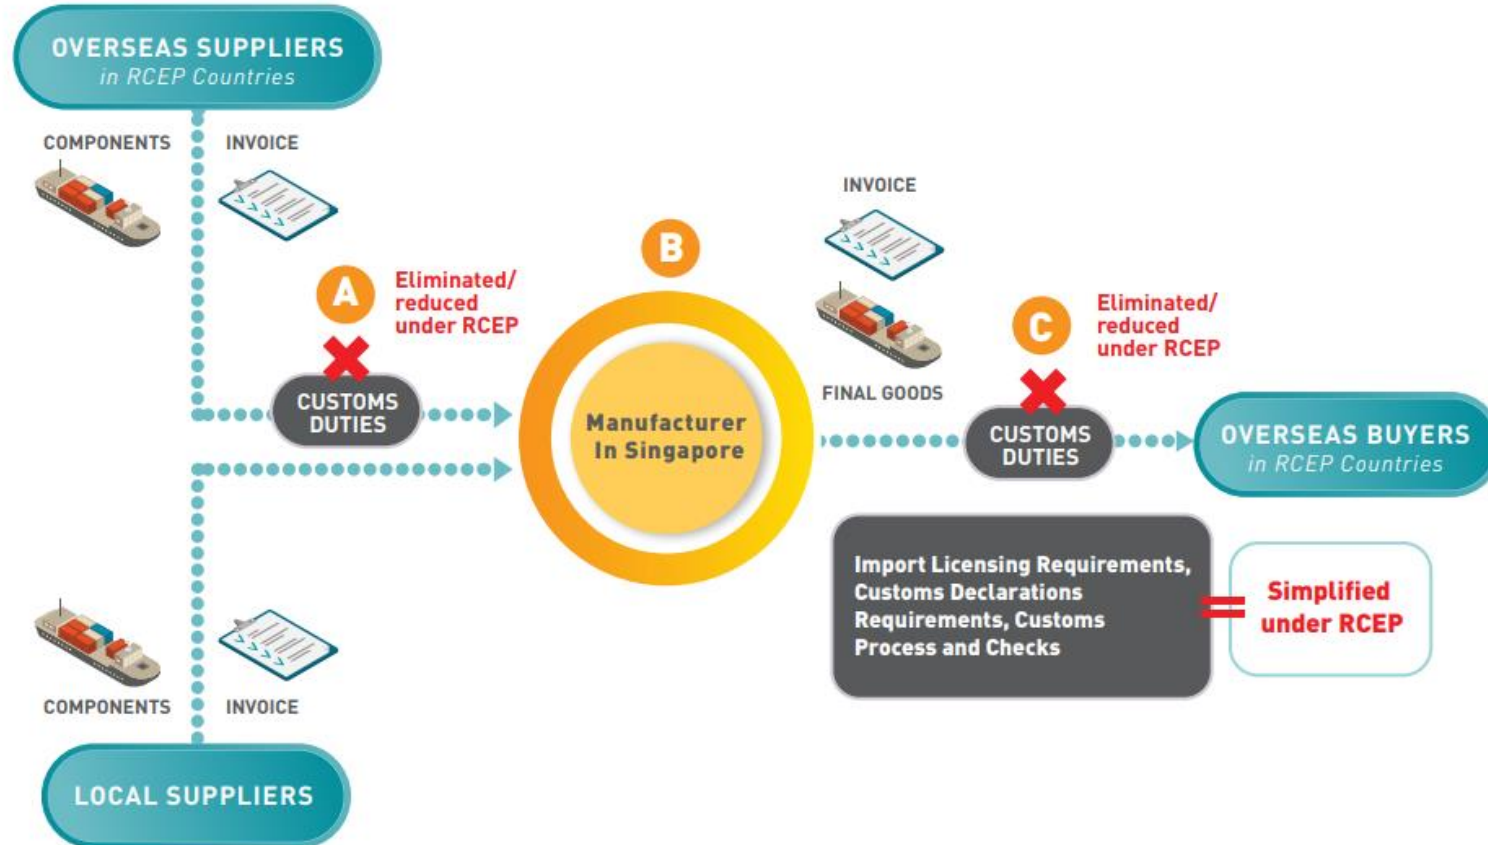 OVERSEAS SUPPLIERS
in RCEP Countries
COMPONENTS
INVOICE
A
Eliminated/
reduced
under RCEP
CUSTOMS
DUTIES
B
Manufacturer
In Singapore
COMPONENTS
INVOICE
LOCAL SUPPLIERS
INVOICE
FINAL GOODS
C
Eliminated/
reduced
under RCEP
CUSTOMS
DUTIES
OVERSEAS BUYERS
in RCEP Countries
Import Licensing Requirements,
Customs Declarations
Requirements, Customs
Process and Checks
Simplified
under RCEP